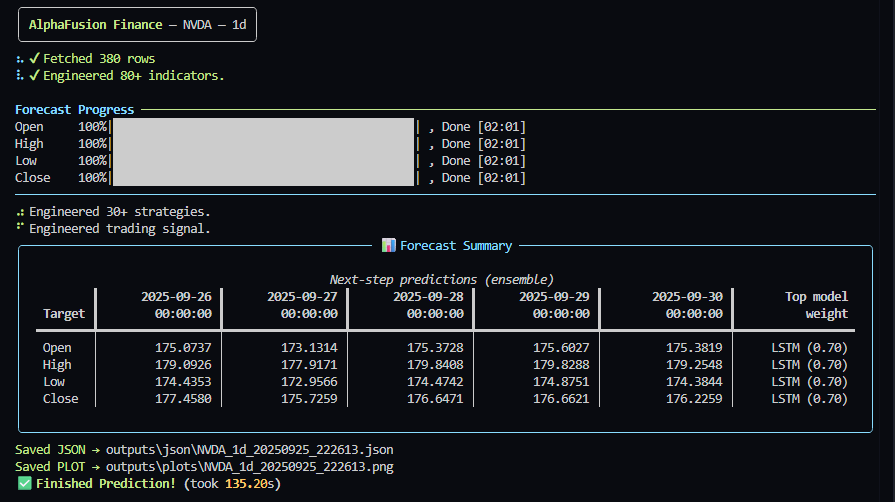 AlphaFusion Finance — NVDA — 1d
✓ Fetched 380 rows
✓ Engineered 80+ indicators.
Forecast Progress
Open 100%| | , Done [02:01]
High 100%| | , Done [02:01]
Low 100%| | , Done [02:01]
Close 100%| | , Done [02:01]
Engineered 30+ strategies.
Engineered trading signal.
📊 Forecast Summary
Next-step predictions (ensemble)
2025-09-26 2025-09-27 2025-09-28 2025-09-29 2025-09-30 Top model
Target 00:00:00 00:00:00 00:00:00 00:00:00 00:00:00 weight
Open 175.0737 173.1314 175.3728 175.6027 175.3819 LSTM (0.70)
High 179.0926 177.9171 179.8408 179.8288 179.2548 LSTM (0.70)
Low 174.4353 172.9566 174.4742 174.8751 174.3844 LSTM (0.70)
Close 177.4580 175.7259 176.6471 176.6621 176.2259 LSTM (0.70)
Saved JSON → outputs\json\NVDA_1d_20250925_222613.json
Saved PLOT → outputs\plots\NVDA_1d_20250925_222613.png
✅ Finished Prediction! (took 135.20s)